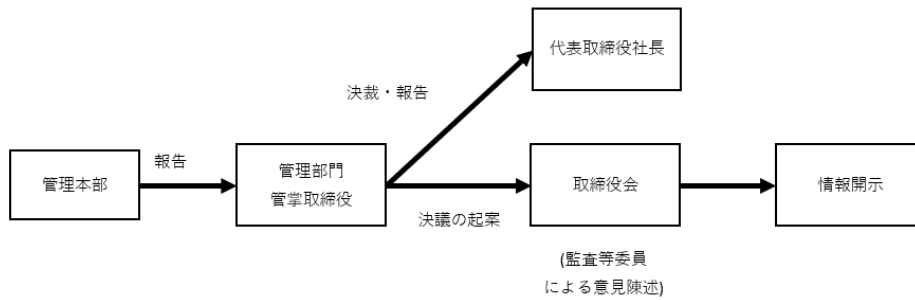 代表取締役社長
決裁・報告
管理本部
報告
管理部門
管掌取締役
決議の起案
取締役会
情報開示
(監査等委員
による意見陳述)